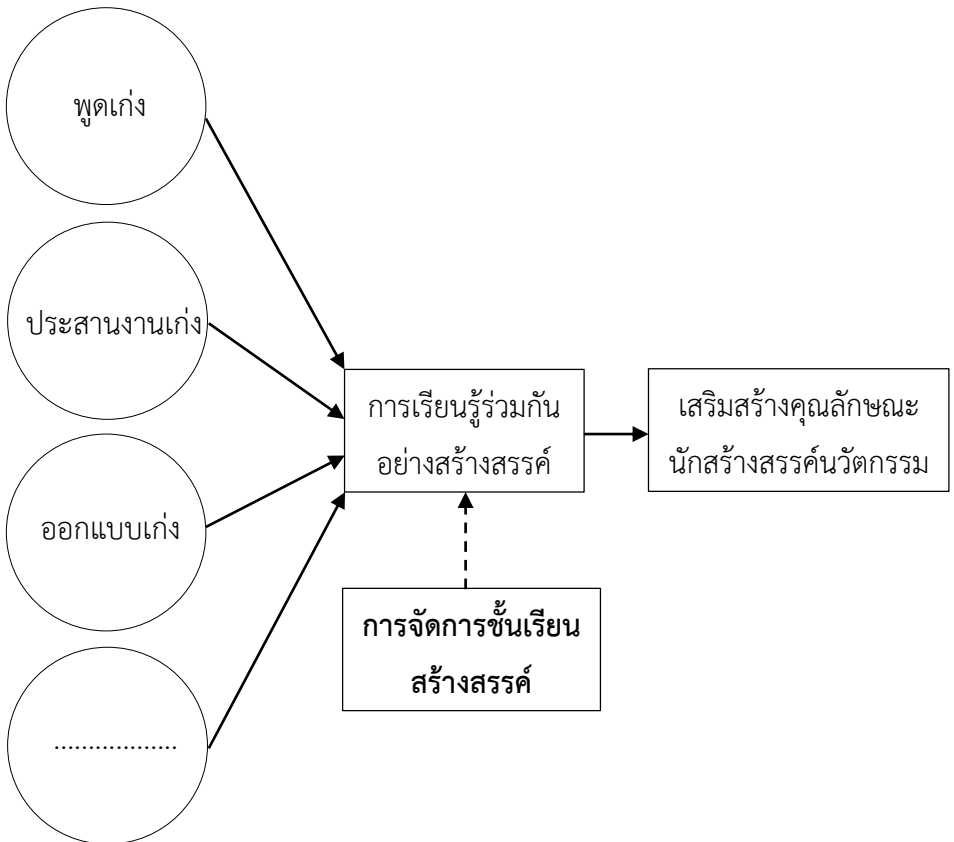 พูดเก่ง
ประสานงานเก่ง
ออกแบบเก่ง
..................
การเรียนรู้ร่วมกัน
อย่างสร้างสรรค์
การจัดการชั้นเรียน
สร้างสรรค์
เสริมสร้างคุณลักษณะ
นักสร้างสรรค์นวัตกรรม